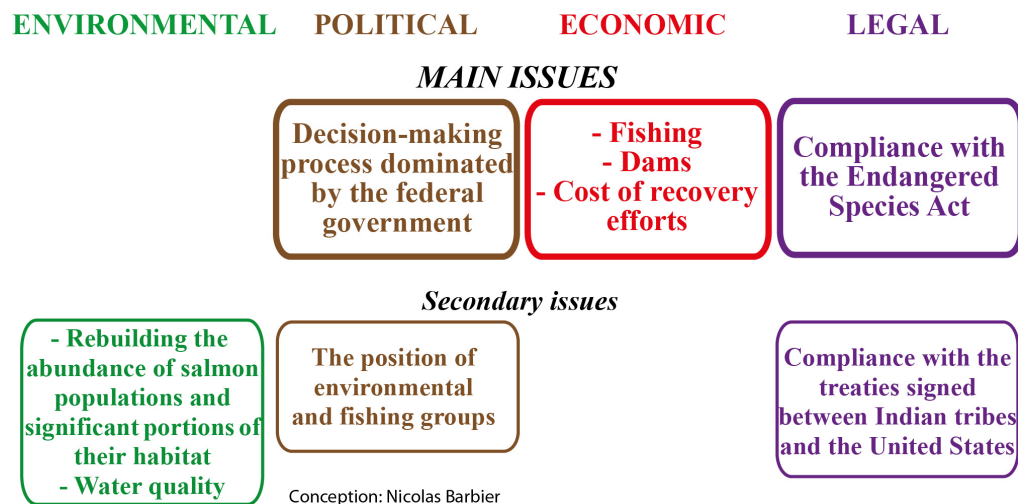 ENVIRONMENTAL POLITICAL ECONOMIC LEGAL
MAIN ISSUES
Decision-making
process dominated
by the federal
government
- Fishing
- Dams
- Cost of recovery
efforts
Compliance with
the Endangered
Species Act
Secondary issues
- Rebuilding the
abundance of salmon
populations and
significant portions of
their habitat
- Water quality
The position of
environmental
and fishing groups
Compliance with the
treaties signed
between Indian tribes
and the United States
Conception: Nicolas Barbier